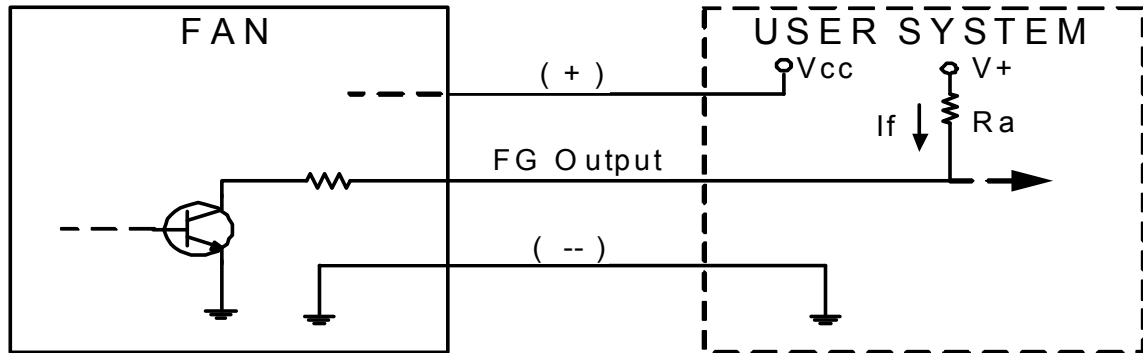 FAN
USER SYSTEM
( + )
Vcc
V+
If
Ra
FG Output
( -- )